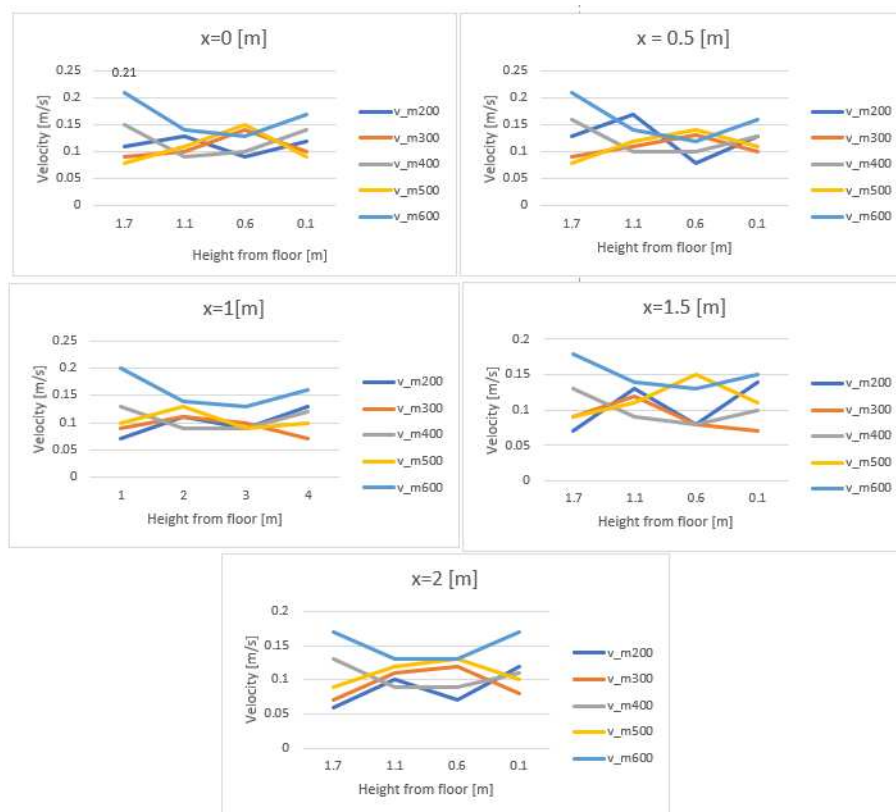 x=0 [m]
0.25
0.21
0.2
0.15
0.1
0.05
0
Velocity [m/s]
1.7 1.1 0.6 0.1
Height from floor [m]
v_m200
v_m300
v_m400
v_m500
v_m600
x = 0.5 [m]
0.25
0.2
0.15
0.1
0.05
0
Velocity [m/s]
1.7 1.1 0.6 0.1
Height from floor [m]
v_m200
v_m300
v_m400
v_m500
v_m600
x=1[m]
0.25
0.2
0.15
0.1
0.05
0
Velocity [m/s]
1 2 3 4
Height from floor [m]
v_m200
v_m300
v_m400
v_m500
v_m600
x=1.5 [m]
0.2
0.15
0.1
0.05
0
Velocity [m/s]
1.7 1.1 0.6 0.1
Height from floor [m]
v_m200
v_m300
v_m400
v_m500
v_m600
x=2 [m]
0.2
0.15
0.1
0.05
0
Velocity [m/s]
1.7 1.1 0.6 0.1
Height from floor [m]
v_m200
v_m300
v_m400
v_m500
v_m600